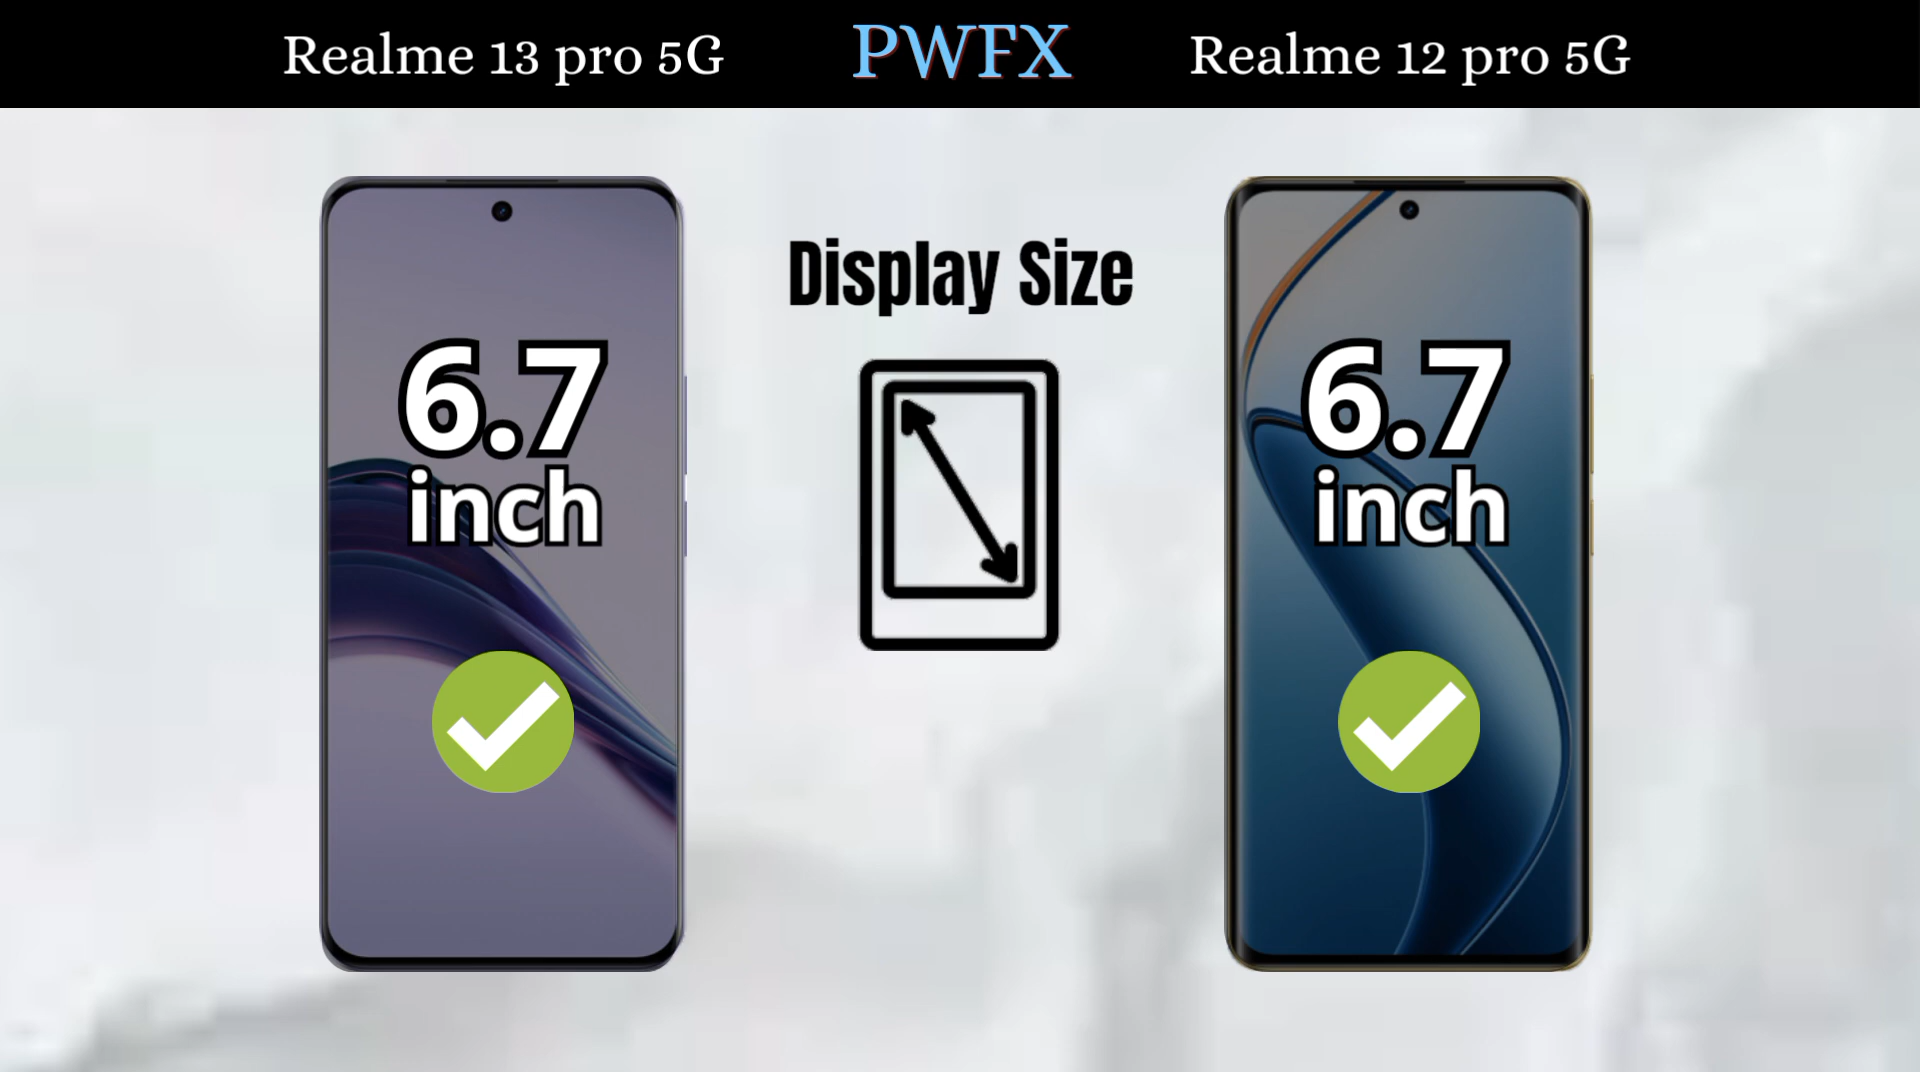 Realme 13 pro 5G
PWFX
Realme 12 pro 5G
Display Size
6.7
inch
6.7
inch